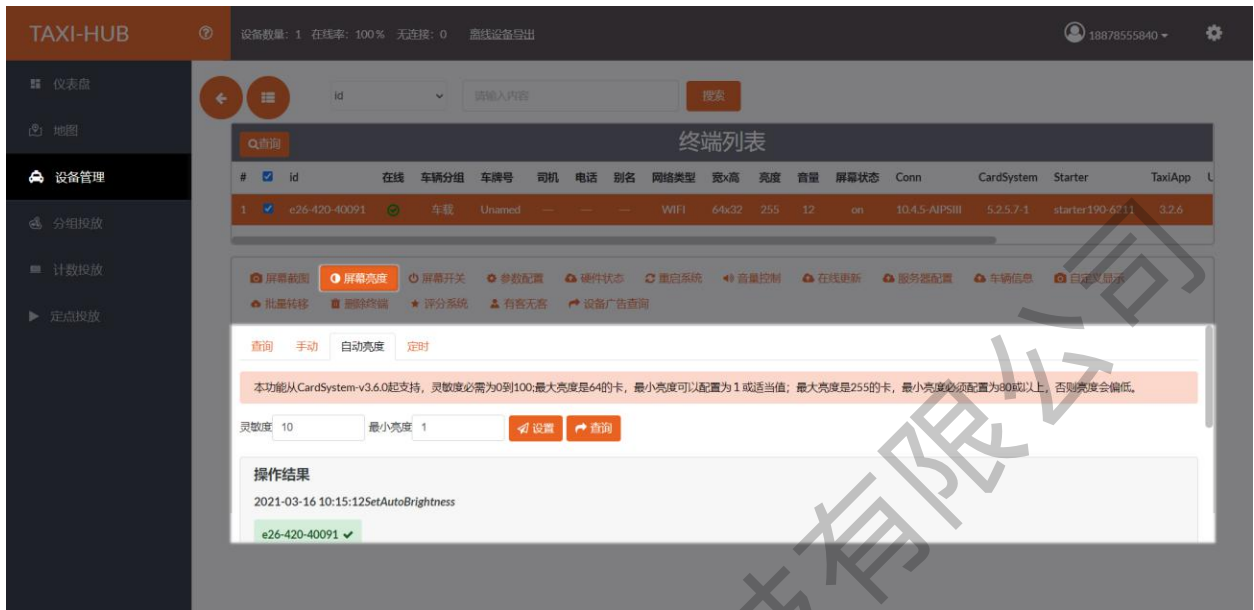 TAXI-HUB 设备数量: 1 在线率: 100% 无连接: 0 离线设备导出 18878555840
仪表盘
地图
设备管理
分组投放
计数投放
定点投放
id 请输入内容 搜索
查询 终端列表
# id 在线 车辆分组 车牌号 司机 电话 别名 网络类型 宽x高 亮度 音量 屏幕状态 Conn CardSystem Starter TaxiApp
1 e26-420-40091 车载 Unamed — — — WIFI 64x32 255 12 on 10.4.5-AIPSIII 5.2.5.7-1 starter190-6211 3.2.6
屏幕截图 屏幕亮度 屏幕开关 参数配置 硬件状态 重启系统 音量控制 在线更新 服务器配置 车辆信息 自定义显示
批量转移 删除终端 评分系统 有客无客 设备广告查询
查询 手动 自动亮度 定时
本功能从CardSystem-v3.6.0起支持，灵敏度必需为0到100;最大亮度是64的卡，最小亮度可以配置为 1 或适当值；最大亮度是255的卡，最小亮度必须配置为80或以上，否则亮度会偏低。
灵敏度 10 最小亮度 1 设置 查询
操作结果
2021-03-16 10:15:12SetAutoBrightness
e26-420-40091
技有限公司